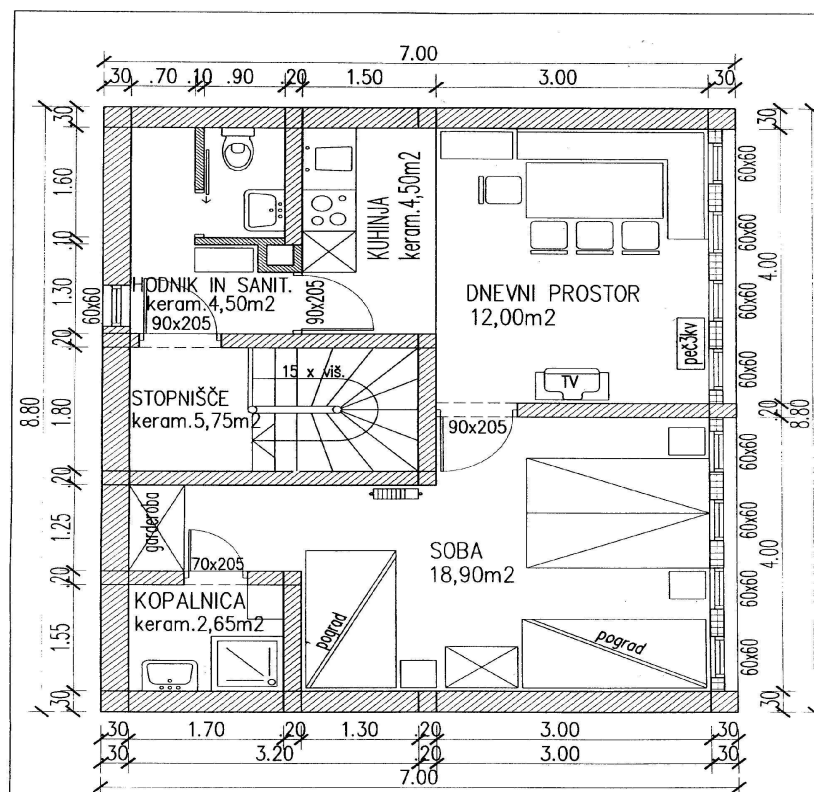 7.00
.30 .70 .10 .90 .20 1.50 3.00 .30
.30
1.60
.10
1.30
.20
1.80
.20
1.25
.20
1.55
.30
8.80
KUHINJA
keram.4,50m2
HODNIK IN SANIT.
keram.4,50m2
90x205
90x205
60x60
DNEVNI PROSTOR
12,00m2
peč3kv
TV
STOPNIŠČE
keram.5,75m2
15 x viš.
90x205
garderoba
70x205
SOBA
18,90m2
KOPALNICA
keram.2,65m2
pograd
pograd
60x60
60x60
60x60
60x60
60x60
60x60
60x60
60x60
.30
4.00
.20
4.00
.30
8.80
.30 1.70 .20 1.30 .20 3.00 .30
.30 3.20 .20 3.00 .30
7.00